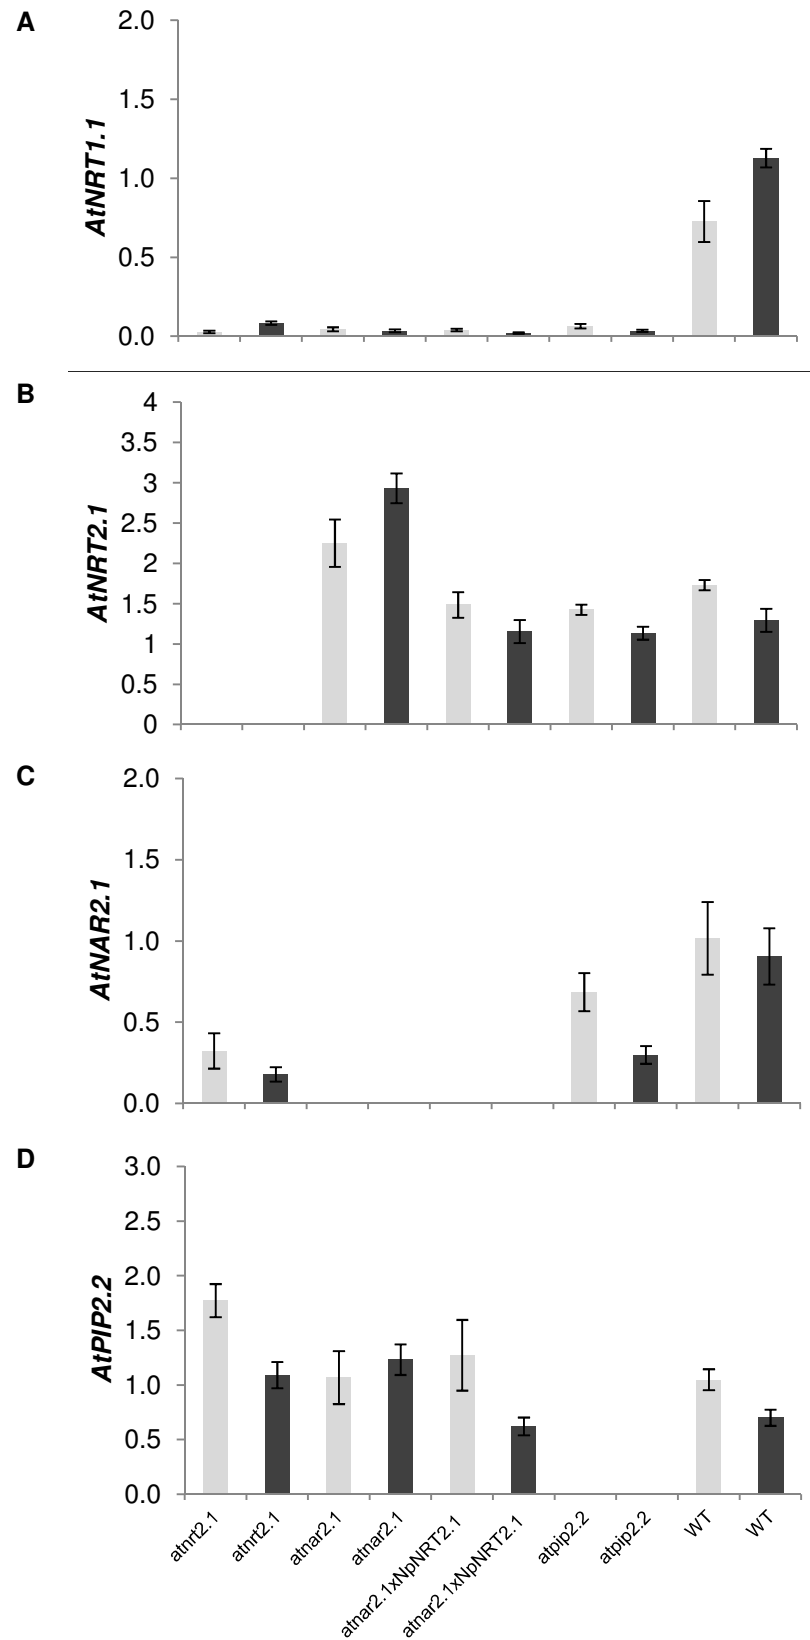 A
AtNRT1.1
2.0
1.5
1.0
0.5
0.0
B
AtNRT2.1
4
3.5
3
2.5
2
1.5
1
0.5
0
C
AtNAR2.1
2.0
1.5
1.0
0.5
0.0
D
AtPIP2.2
3.0
2.5
2.0
1.5
1.0
0.5
0.0
atnrt2.1
atnrt2.1
atnar2.1
atnar2.1
atnar2.1xNpNRT2.1
atnar2.1xNpNRT2.1
atpip2.2
atpip2.2
WT
WT